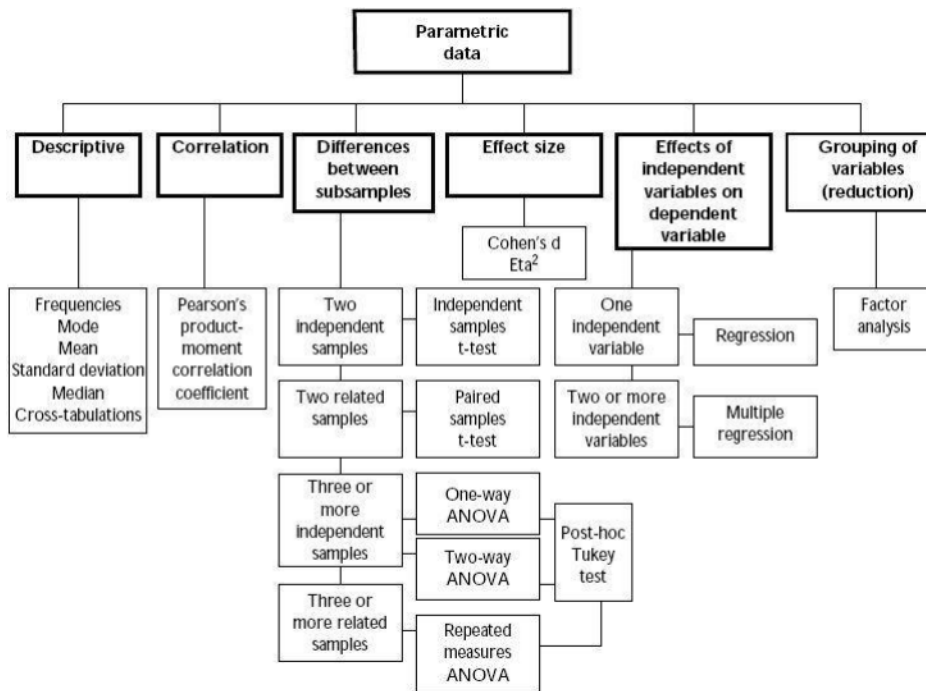 Parametric
data
Descriptive
Correlation
Differences
between
subsamples
Effect size
Effects of
independent
variables on
dependent
variable
Grouping of
variables
(reduction)
Cohen's d
Eta²
Frequencies
Mode
Mean
Standard deviation
Median
Cross-tabulations
Pearson's
product-
moment
correlation
coefficient
Two
independent
samples
Independent
samples
t-test
One
independent
variable
Regression
Factor
analysis
Two related
samples
Paired
samples
t-test
Two or more
independent
variables
Multiple
regression
Three or
more
independent
samples
One-way
ANOVA
Two-way
ANOVA
Post-hoc
Tukey
test
Three or
more related
samples
Repeated
measures
ANOVA